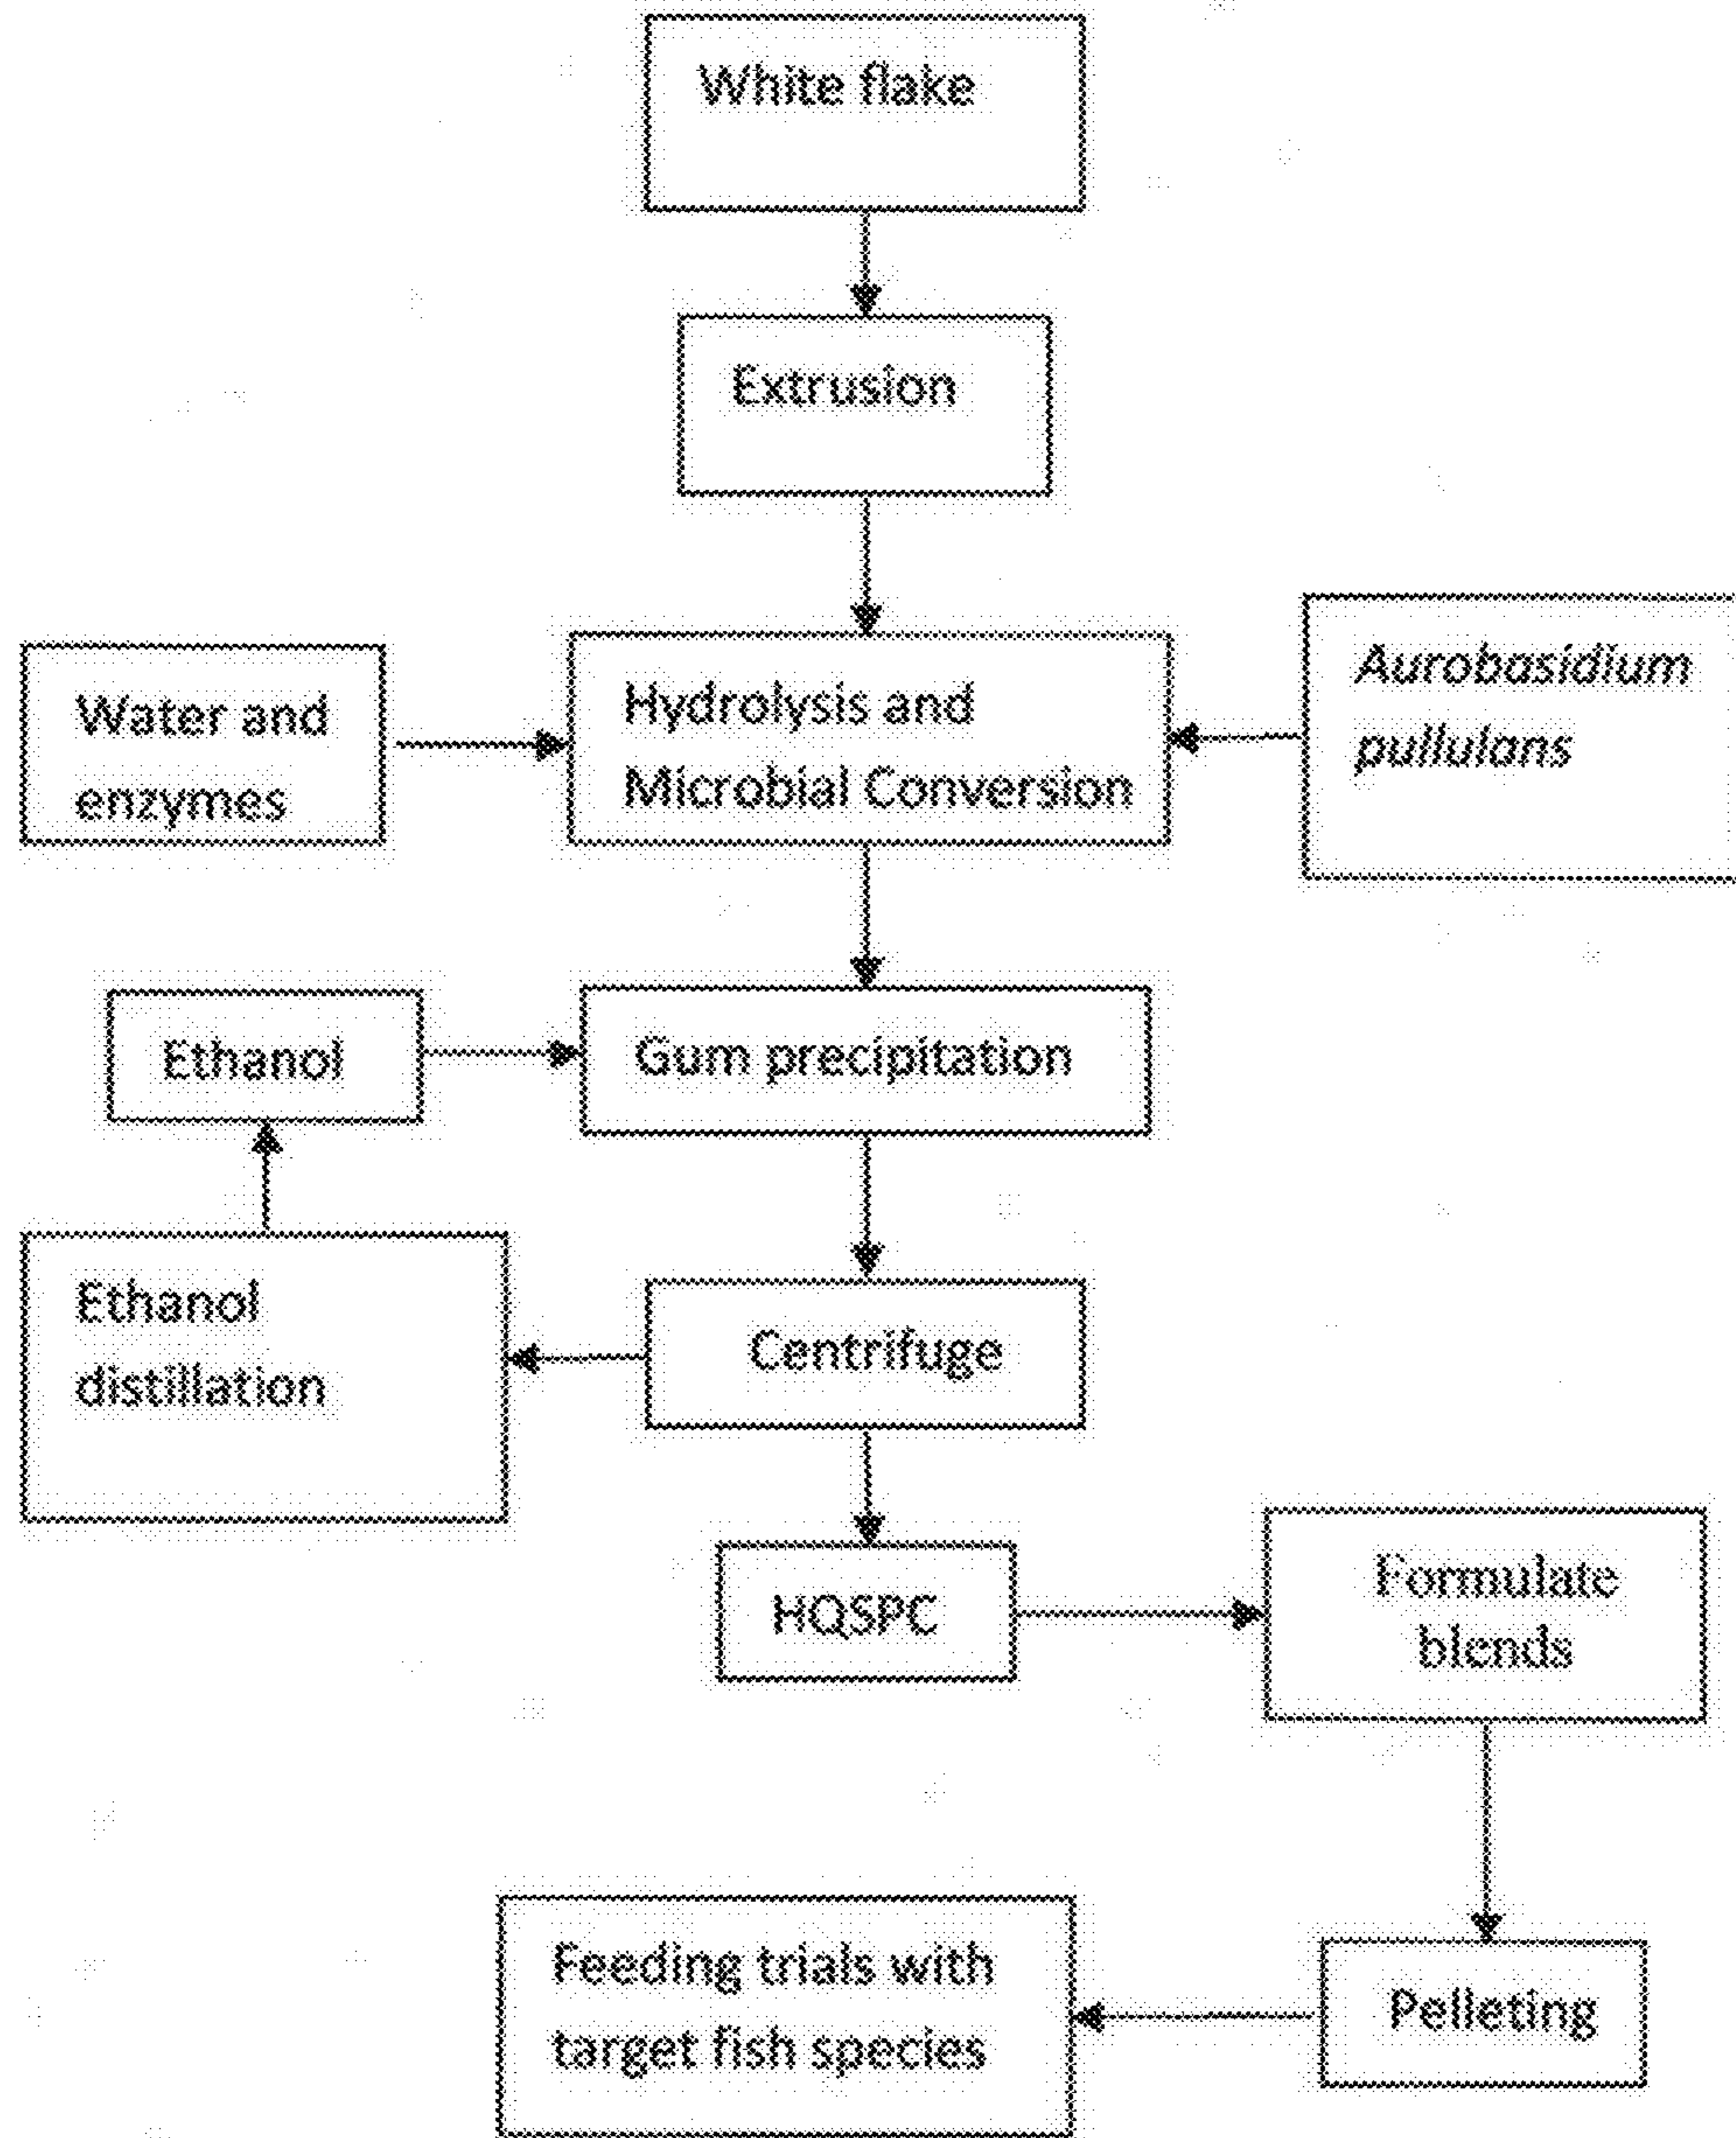 White flake
Extrusion
Water and
enzymes
Hydrolysis and
Microbial Conversion
Aurobasidium
pullulans
Ethanol
Gum precipitation
Ethanol
distillation
Centrifuge
HQSPC
Formulate
blends
Feeding trials with
target fish species
Pelleting